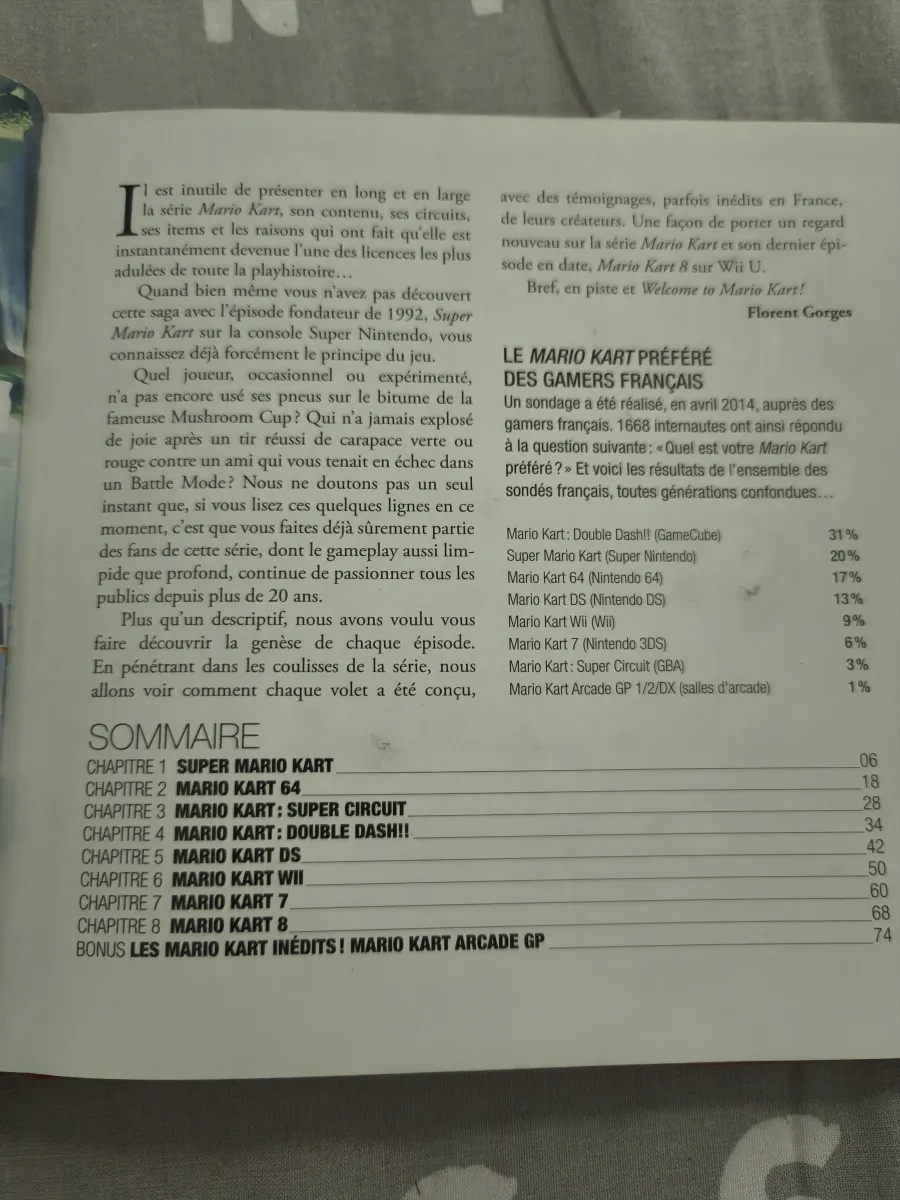 Il est inutile de présenter en long et en large
la série Mario Kart, son contenu, ses circuits,
ses items et les raisons qui ont fait qu'elle est
instantanément devenue l'une des licences les plus
adulées de toute la playhistoire…
Quand bien même vous n'avez pas découvert
cette saga avec l'épisode fondateur de 1992, Super
Mario Kart sur la console Super Nintendo, vous
connaissez déjà forcément le principe du jeu.
Quel joueur, occasionnel ou expérimenté,
n'a pas encore usé ses pneus sur le bitume de la
fameuse Mushroom Cup ? Qui n'a jamais explosé
de joie après un tir réussi de carapace verte ou
rouge contre un ami qui vous tenait en échec dans
un Battle Mode ? Nous ne doutons pas un seul
instant que, si vous lisez ces quelques lignes en ce
moment, c'est que vous faites déjà sûrement partie
des fans de cette série, dont le gameplay aussi lim-
pide que profond, continue de passionner tous les
publics depuis plus de 20 ans.
Plus qu'un descriptif, nous avons voulu vous
faire découvrir la genèse de chaque épisode.
En pénétrant dans les coulisses de la série, nous
allons voir comment chaque volet a été conçu,
avec des témoignages, parfois inédits en France,
de leurs créateurs. Une façon de porter un regard
nouveau sur la série Mario Kart et son dernier épi-
sode en date, Mario Kart 8 sur Wii U.
Bref, en piste et Welcome to Mario Kart !
Florent Gorges
LE MARIO KART PRÉFÉRÉ
DES GAMERS FRANÇAIS
Un sondage a été réalisé, en avril 2014, auprès des
gamers français. 1668 internautes ont ainsi répondu
à la question suivante : « Quel est votre Mario Kart
préféré ? » Et voici les résultats de l'ensemble des
sondés français, toutes générations confondues…
Mario Kart : Double Dash!! (GameCube) 31 %
Super Mario Kart (Super Nintendo) 20 %
Mario Kart 64 (Nintendo 64) 17 %
Mario Kart DS (Nintendo DS) 13 %
Mario Kart Wii (Wii) 9 %
Mario Kart 7 (Nintendo 3DS) 6 %
Mario Kart : Super Circuit (GBA) 3 %
Mario Kart Arcade GP 1/2/DX (salles d'arcade) 1 %
SOMMAIRE
CHAPITRE 1 SUPER MARIO KART 06
CHAPITRE 2 MARIO KART 64 18
CHAPITRE 3 MARIO KART : SUPER CIRCUIT 28
CHAPITRE 4 MARIO KART : DOUBLE DASH!! 34
CHAPITRE 5 MARIO KART DS 42
CHAPITRE 6 MARIO KART WII 50
CHAPITRE 7 MARIO KART 7 60
CHAPITRE 8 MARIO KART 8 68
BONUS LES MARIO KART INÉDITS ! MARIO KART ARCADE GP 74